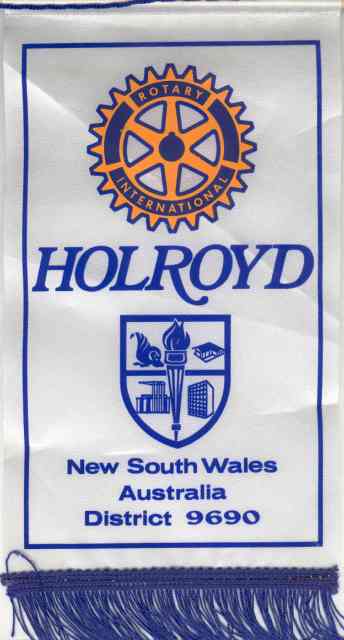 ROTARY
INTERNATIONAL
HOLROYD
New South Wales
Australia
District 9690